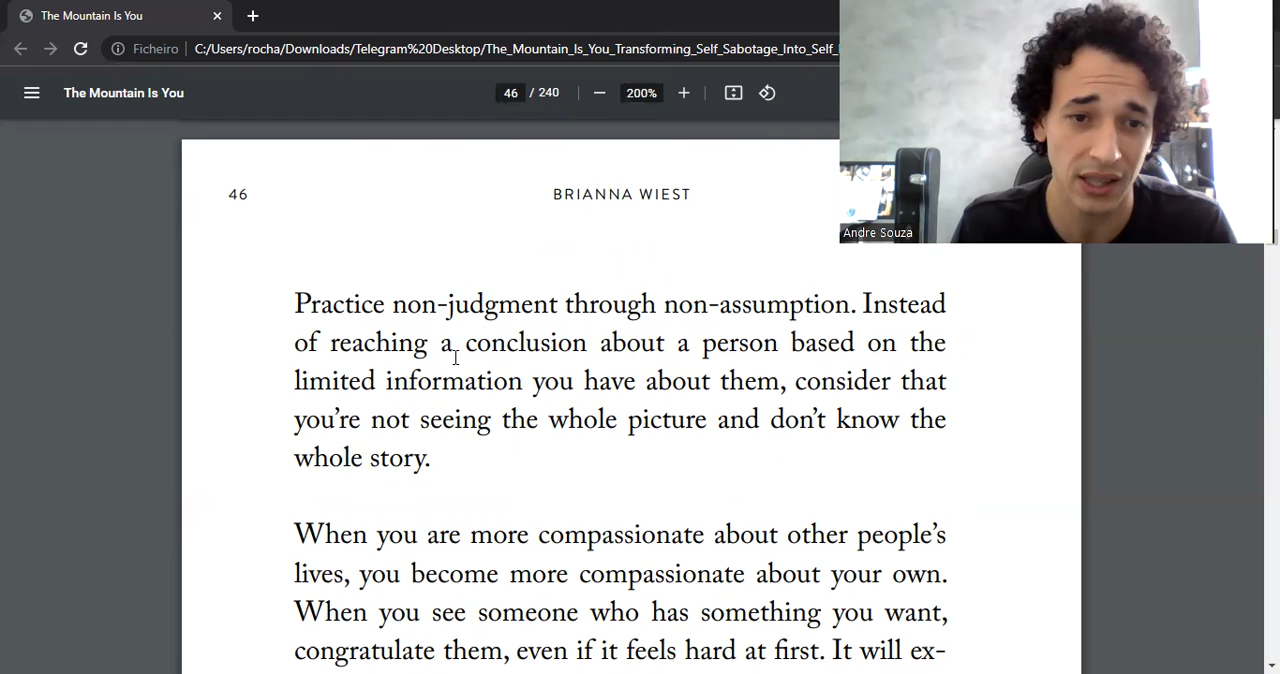 The Mountain Is You
Ficheiro C:/Users/rocha/Downloads/Telegram%20Desktop/The_Mountain_Is_You_Transforming_Self_Sabotage_Into_Self_
The Mountain Is You 46 / 240 200%
Andre Souza
46 BRIANNA WIEST
Practice non-judgment through non-assumption. Instead
of reaching a conclusion about a person based on the
limited information you have about them, consider that
you're not seeing the whole picture and don't know the
whole story.
When you are more compassionate about other people's
lives, you become more compassionate about your own.
When you see someone who has something you want,
congratulate them, even if it feels hard at first. It will ex-